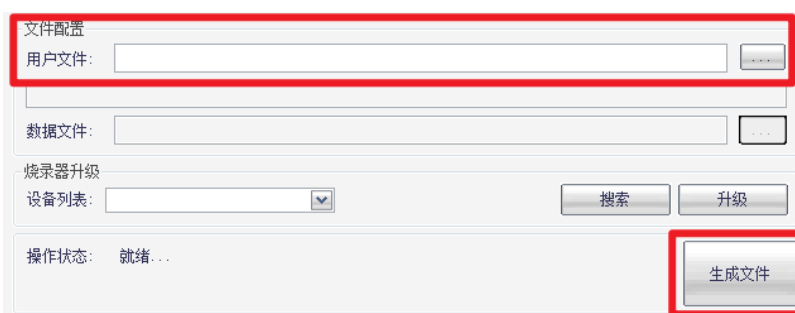 文件配置
用户文件: ...
数据文件: ...
烧录器升级
设备列表: 搜索 升级
操作状态: 就绪...
生成文件